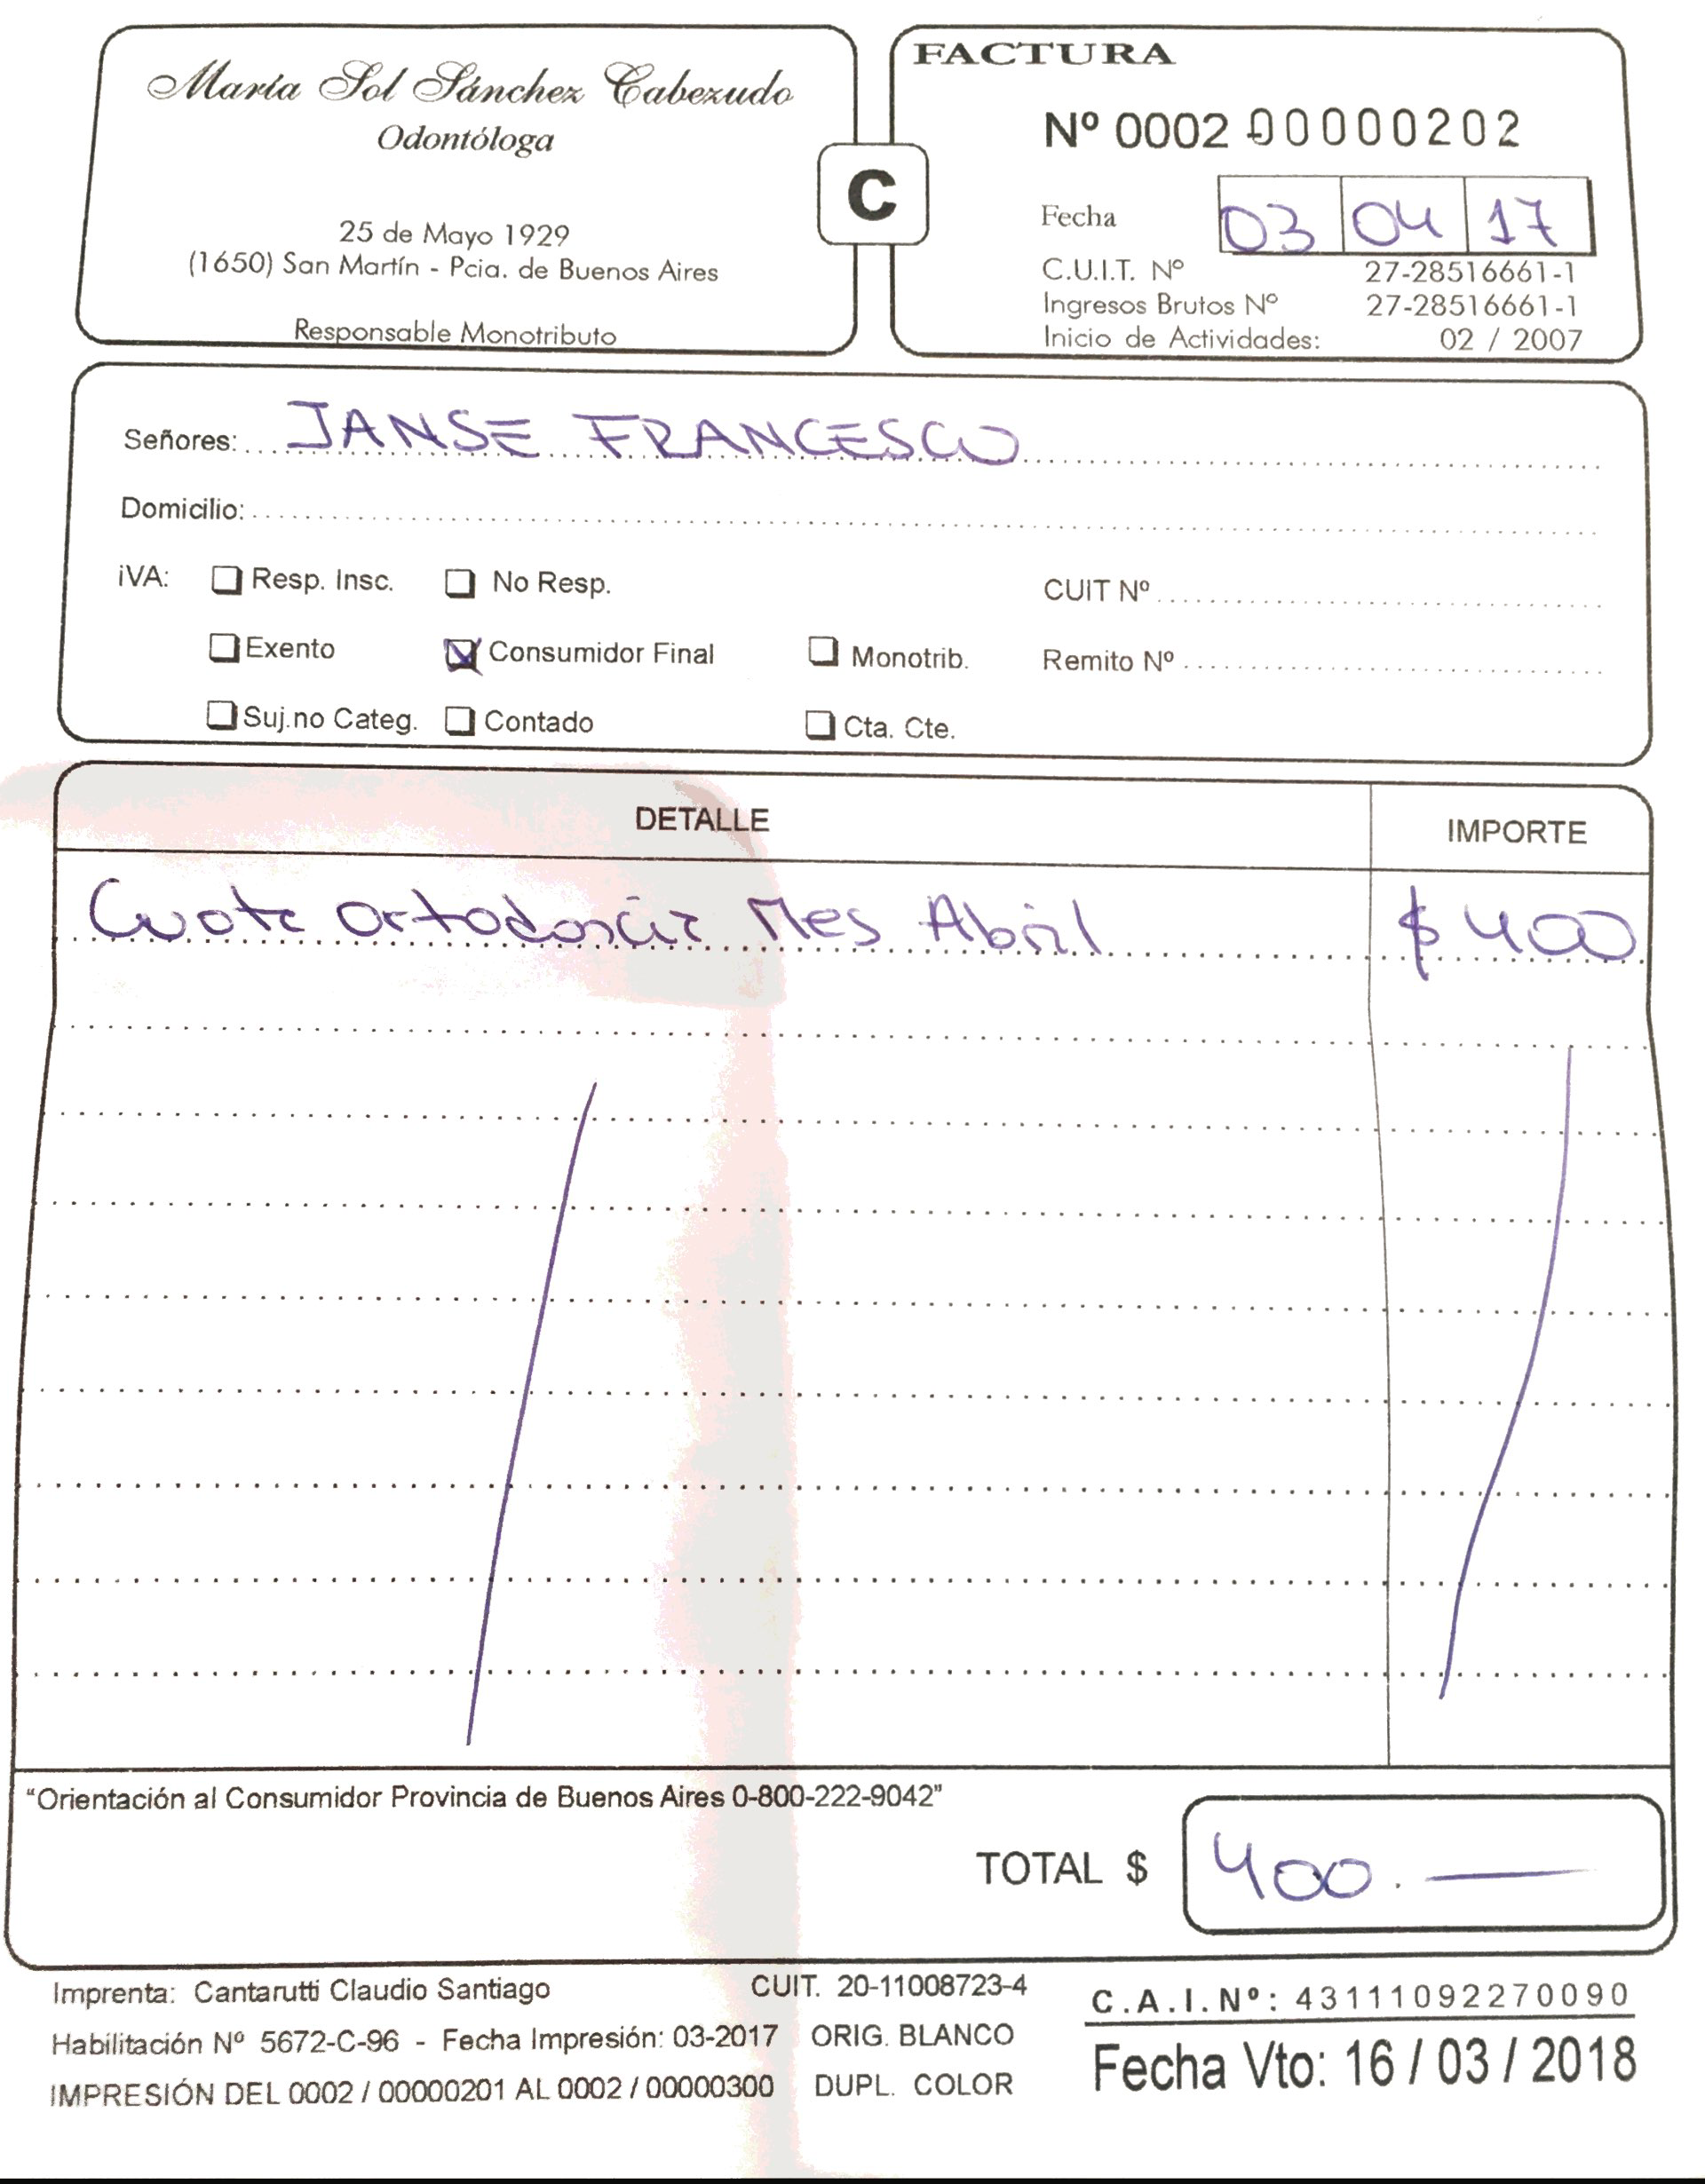 María Sol Sánchez Cabezudo
Odontóloga
25 de Mayo 1929
(1650) San Martín - Pcia. de Buenos Aires
Responsable Monotributo
C
FACTURA
Nº 0002 00000202
Fecha 03 04 17
C.U.I.T. Nº 27-28516661-1
Ingresos Brutos Nº 27-28516661-1
Inicio de Actividades: 02 / 2007
Señores: JANSE FRANCESCO
Domicilio:
iVA: Resp. Insc. No Resp. CUIT Nº
Exento Consumidor Final Monotrib. Remito Nº
Suj.no Categ. Contado Cta. Cte.
DETALLE IMPORTE
Cuota Ortodoncia Mes Abril $ 400
"Orientación al Consumidor Provincia de Buenos Aires 0-800-222-9042"
TOTAL $ 400.—
Imprenta: Cantarutti Claudio Santiago CUIT. 20-11008723-4
Habilitación Nº 5672-C-96 - Fecha Impresión: 03-2017 ORIG. BLANCO
IMPRESIÓN DEL 0002 / 00000201 AL 0002 / 00000300 DUPL. COLOR
C.A.I.Nº: 43111092270090
Fecha Vto: 16 / 03 / 2018